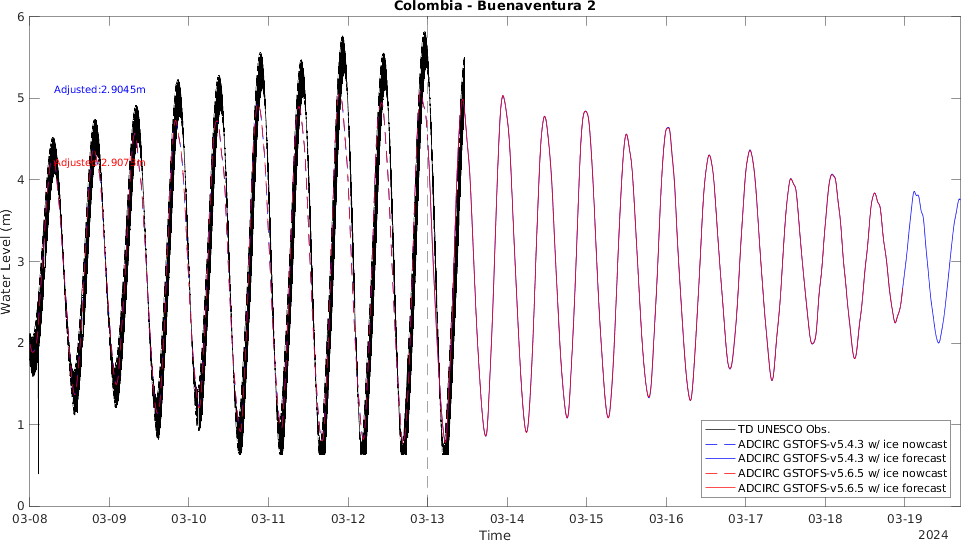 Colombia - Buenaventura 2
6
5
4
3
2
1
0
Water Level (m)
Adjusted:2.9045m
03-08 03-09 03-10 03-11 03-12 03-13 03-14 03-15 03-16 03-17 03-18 03-19
Time
2024
TD UNESCO Obs.
ADCIRC GSTOFS-v5.4.3 w/ ice nowcast
ADCIRC GSTOFS-v5.4.3 w/ ice forecast
ADCIRC GSTOFS-v5.6.5 w/ ice nowcast
ADCIRC GSTOFS-v5.6.5 w/ ice forecast